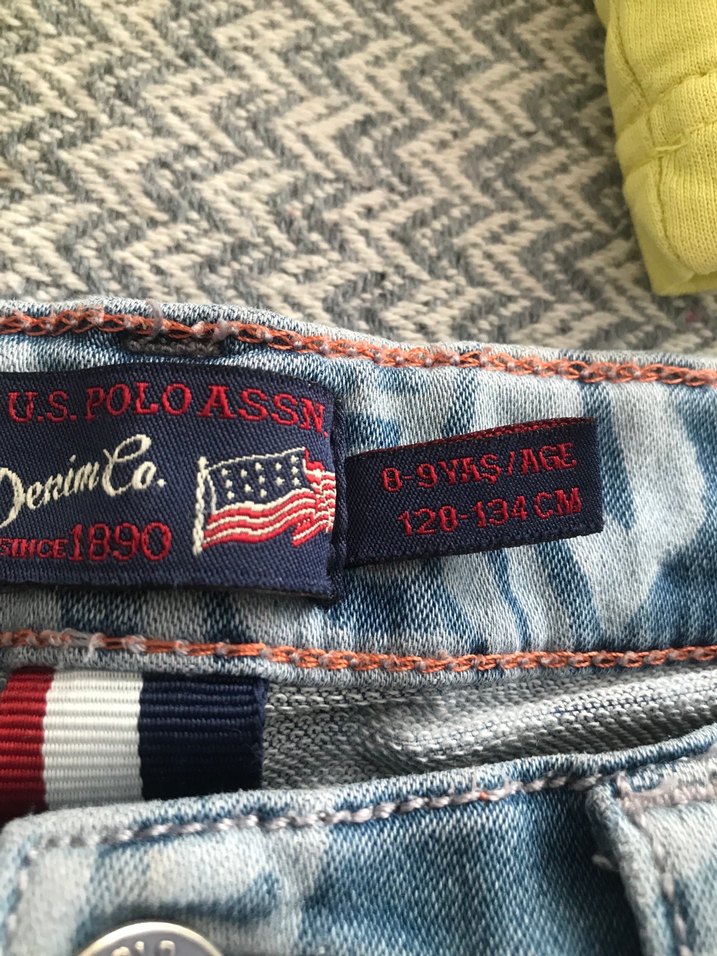 U.S. POLO ASSN
Denim Co.
SINCE 1890
8-9 YAŞ/AGE
128-134 CM